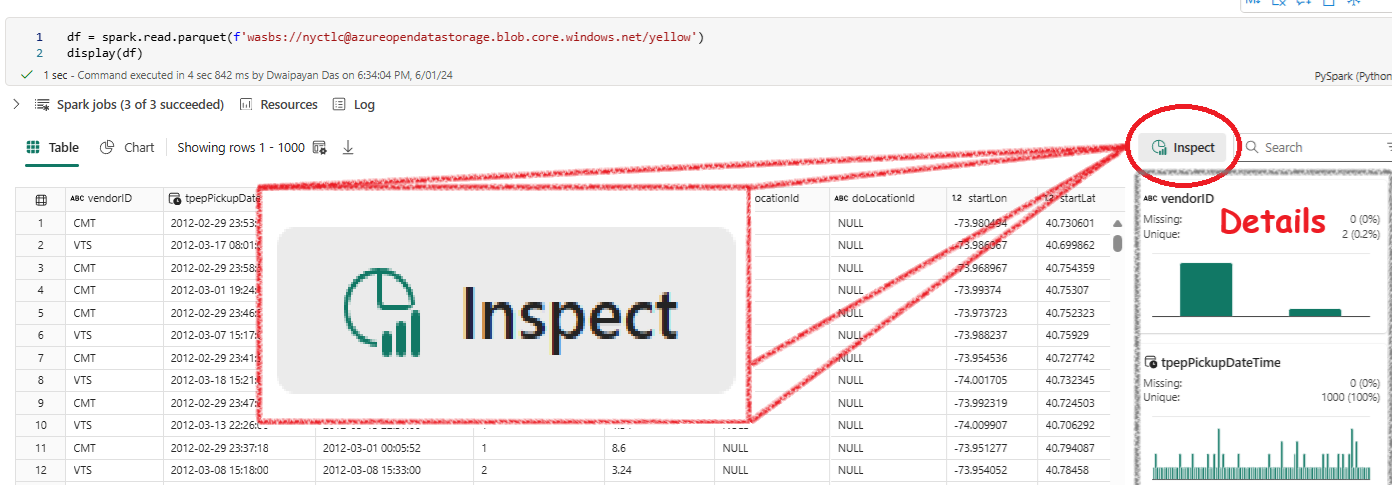 1 df = spark.read.parquet(f'wasbs://nyctlc@azureopendatastorage.blob.core.windows.net/yellow')
2 display(df)
1 sec - Command executed in 4 sec 842 ms by Dwaipayan Das on 6:34:04 PM, 6/01/24
PySpark (Python
Spark jobs (3 of 3 succeeded) Resources Log
Table Chart Showing rows 1 - 1000 Inspect Search
ABC vendorID tpepPickupDate ocationId ABC doLocationId 1.2 startLon 1.2 startLat
1 CMT 2012-02-29 23:53: NULL -73.980494 40.730601
2 VTS 2012-03-17 08:01: NULL -73.986067 40.699862
3 CMT 2012-02-29 23:58: NULL -73.968967 40.754359
4 CMT 2012-03-01 19:24: NULL -73.99374 40.75307
5 CMT 2012-02-29 23:46: NULL -73.973723 40.752323
6 VTS 2012-03-07 15:17: NULL -73.988237 40.75929
7 CMT 2012-02-29 23:41: NULL -73.954536 40.727742
8 VTS 2012-03-18 15:21: NULL -74.001705 40.732345
9 CMT 2012-02-29 23:47: NULL -73.992319 40.724503
10 VTS 2012-03-13 22:26: NULL -74.009907 40.706292
11 CMT 2012-02-29 23:37:18 2012-03-01 00:05:52 1 8.6 NULL NULL -73.951277 40.794087
12 VTS 2012-03-08 15:18:00 2012-03-08 15:33:00 2 3.24 NULL NULL -73.954052 40.78458
Inspect
ABC vendorID
Details
Missing: 0 (0%)
Unique: 2 (0.2%)
tpepPickupDateTime
Missing: 0 (0%)
Unique: 1000 (100%)